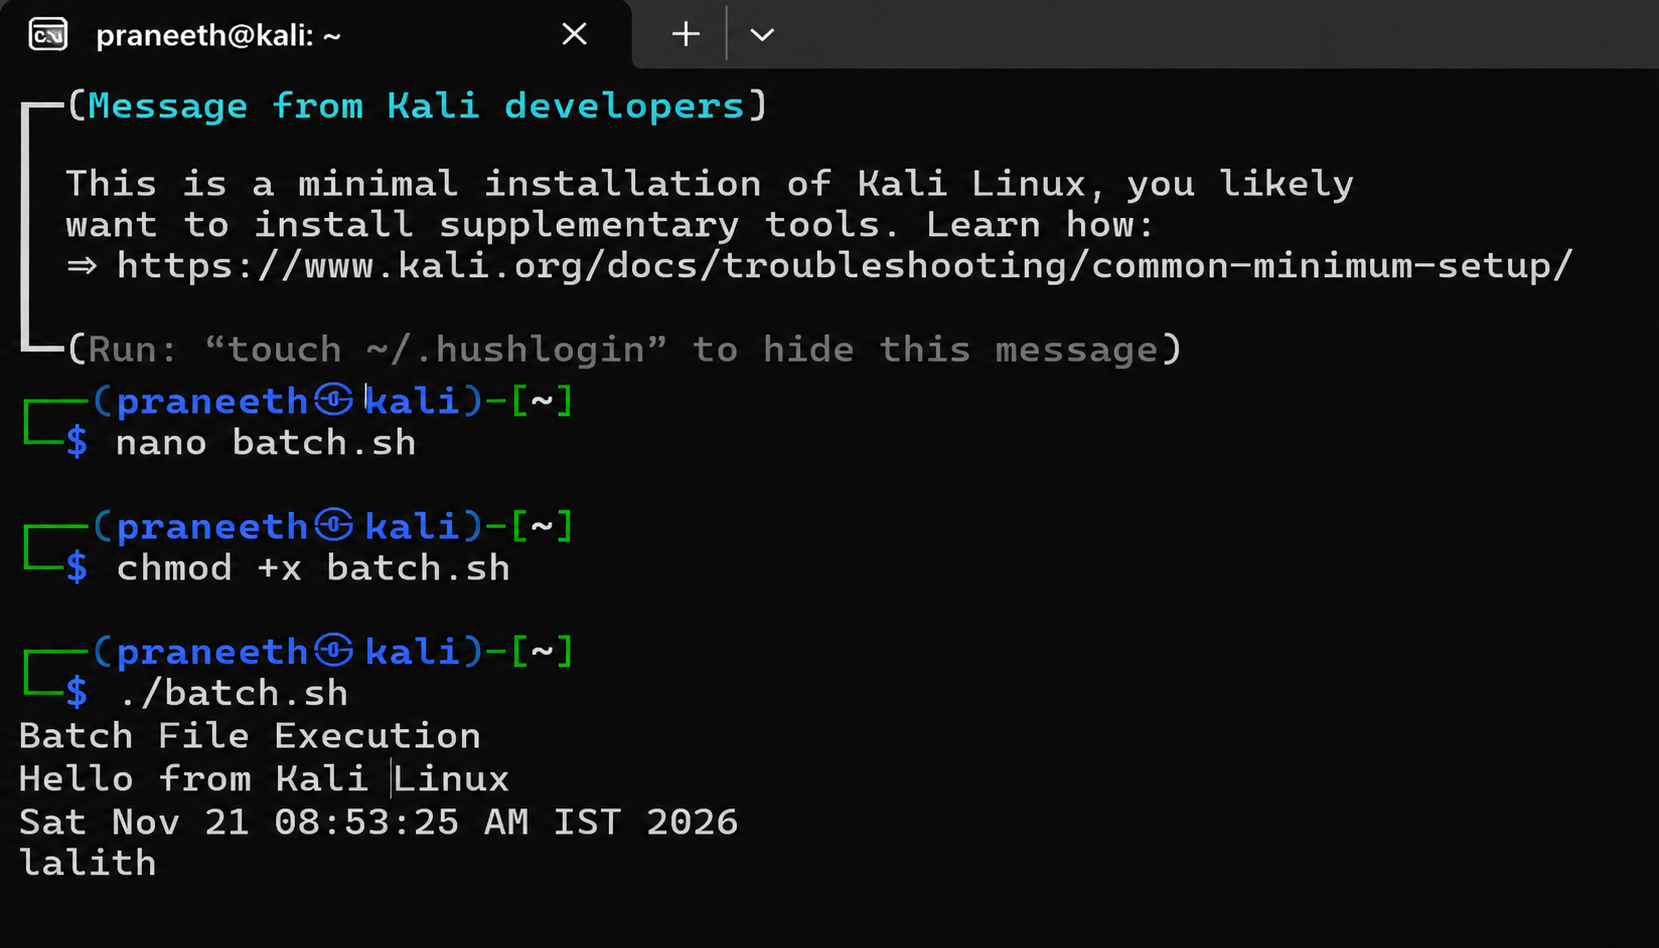 praneeth@kali: ~
(Message from Kali developers)
This is a minimal installation of Kali Linux, you likely
want to install supplementary tools. Learn how:
⇒ https://www.kali.org/docs/troubleshooting/common-minimum-setup/
(Run: “touch ~/.hushlogin” to hide this message)
(praneeth㉿kali)-[~]
$ nano batch.sh
(praneeth㉿kali)-[~]
$ chmod +x batch.sh
(praneeth㉿kali)-[~]
$ ./batch.sh
Batch File Execution
Hello from Kali Linux
Sat Nov 21 08:53:25 AM IST 2026
lalith